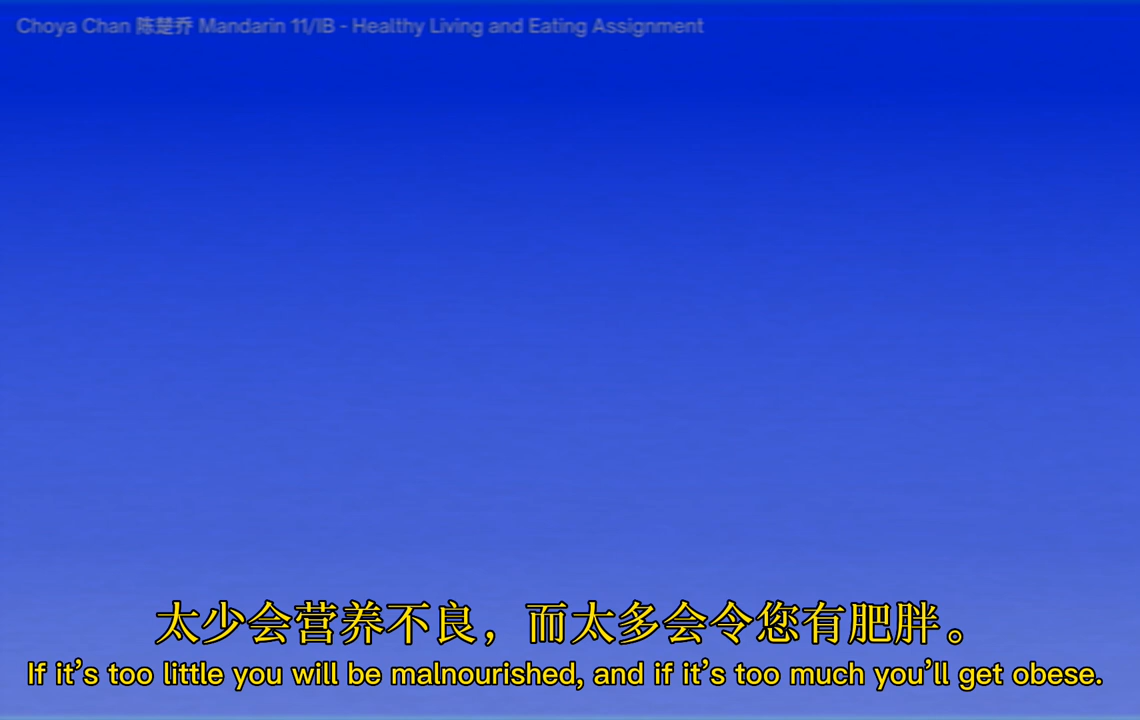 Choya Chan 陈楚乔 Mandarin 11/IB - Healthy Living and Eating Assignment
太少会营养不良，而太多会令您有肥胖。
If it’s too little you will be malnourished, and if it’s too much you’ll get obese.